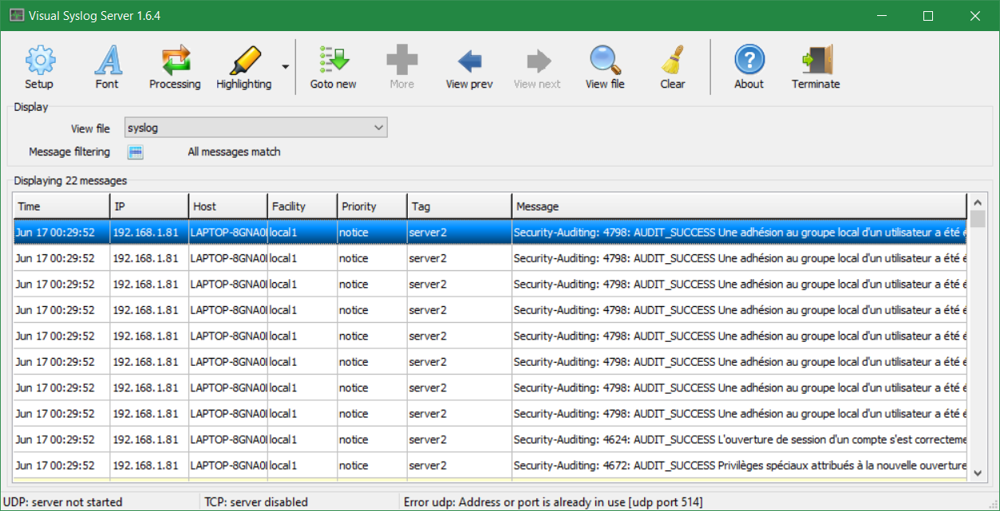 Visual Syslog Server 1.6.4
Setup Font Processing Highlighting Goto new More View prev View next View file Clear About Terminate
Display
View file syslog
Message filtering All messages match
Displaying 22 messages
Time IP Host Facility Priority Tag Message
Jun 17 00:29:52 192.168.1.81 LAPTOP-8GNA0 local1 notice server2 Security-Auditing: 4798: AUDIT_SUCCESS Une adhésion au groupe local d'un utilisateur a été é
Jun 17 00:29:52 192.168.1.81 LAPTOP-8GNA0 local1 notice server2 Security-Auditing: 4798: AUDIT_SUCCESS Une adhésion au groupe local d'un utilisateur a été é
Jun 17 00:29:52 192.168.1.81 LAPTOP-8GNA0 local1 notice server2 Security-Auditing: 4798: AUDIT_SUCCESS Une adhésion au groupe local d'un utilisateur a été é
Jun 17 00:29:52 192.168.1.81 LAPTOP-8GNA0 local1 notice server2 Security-Auditing: 4798: AUDIT_SUCCESS Une adhésion au groupe local d'un utilisateur a été é
Jun 17 00:29:52 192.168.1.81 LAPTOP-8GNA0 local1 notice server2 Security-Auditing: 4798: AUDIT_SUCCESS Une adhésion au groupe local d'un utilisateur a été é
Jun 17 00:29:52 192.168.1.81 LAPTOP-8GNA0 local1 notice server2 Security-Auditing: 4798: AUDIT_SUCCESS Une adhésion au groupe local d'un utilisateur a été é
Jun 17 00:29:52 192.168.1.81 LAPTOP-8GNA0 local1 notice server2 Security-Auditing: 4798: AUDIT_SUCCESS Une adhésion au groupe local d'un utilisateur a été é
Jun 17 00:29:52 192.168.1.81 LAPTOP-8GNA0 local1 notice server2 Security-Auditing: 4798: AUDIT_SUCCESS Une adhésion au groupe local d'un utilisateur a été é
Jun 17 00:29:52 192.168.1.81 LAPTOP-8GNA0 local1 notice server2 Security-Auditing: 4624: AUDIT_SUCCESS L'ouverture de session d'un compte s'est correcteme
Jun 17 00:29:52 192.168.1.81 LAPTOP-8GNA0 local1 notice server2 Security-Auditing: 4672: AUDIT_SUCCESS Privilèges spéciaux attribués à la nouvelle ouverture
UDP: server not started TCP: server disabled Error udp: Address or port is already in use [udp port 514]